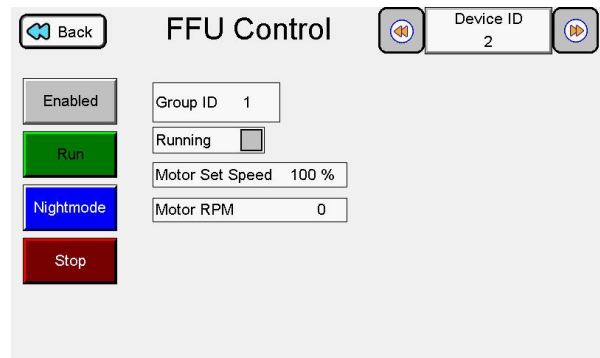 Back
FFU Control
Device ID
2
Enabled
Group ID 1
Run
Running
Motor Set Speed 100 %
Nightmode
Motor RPM 0
Stop